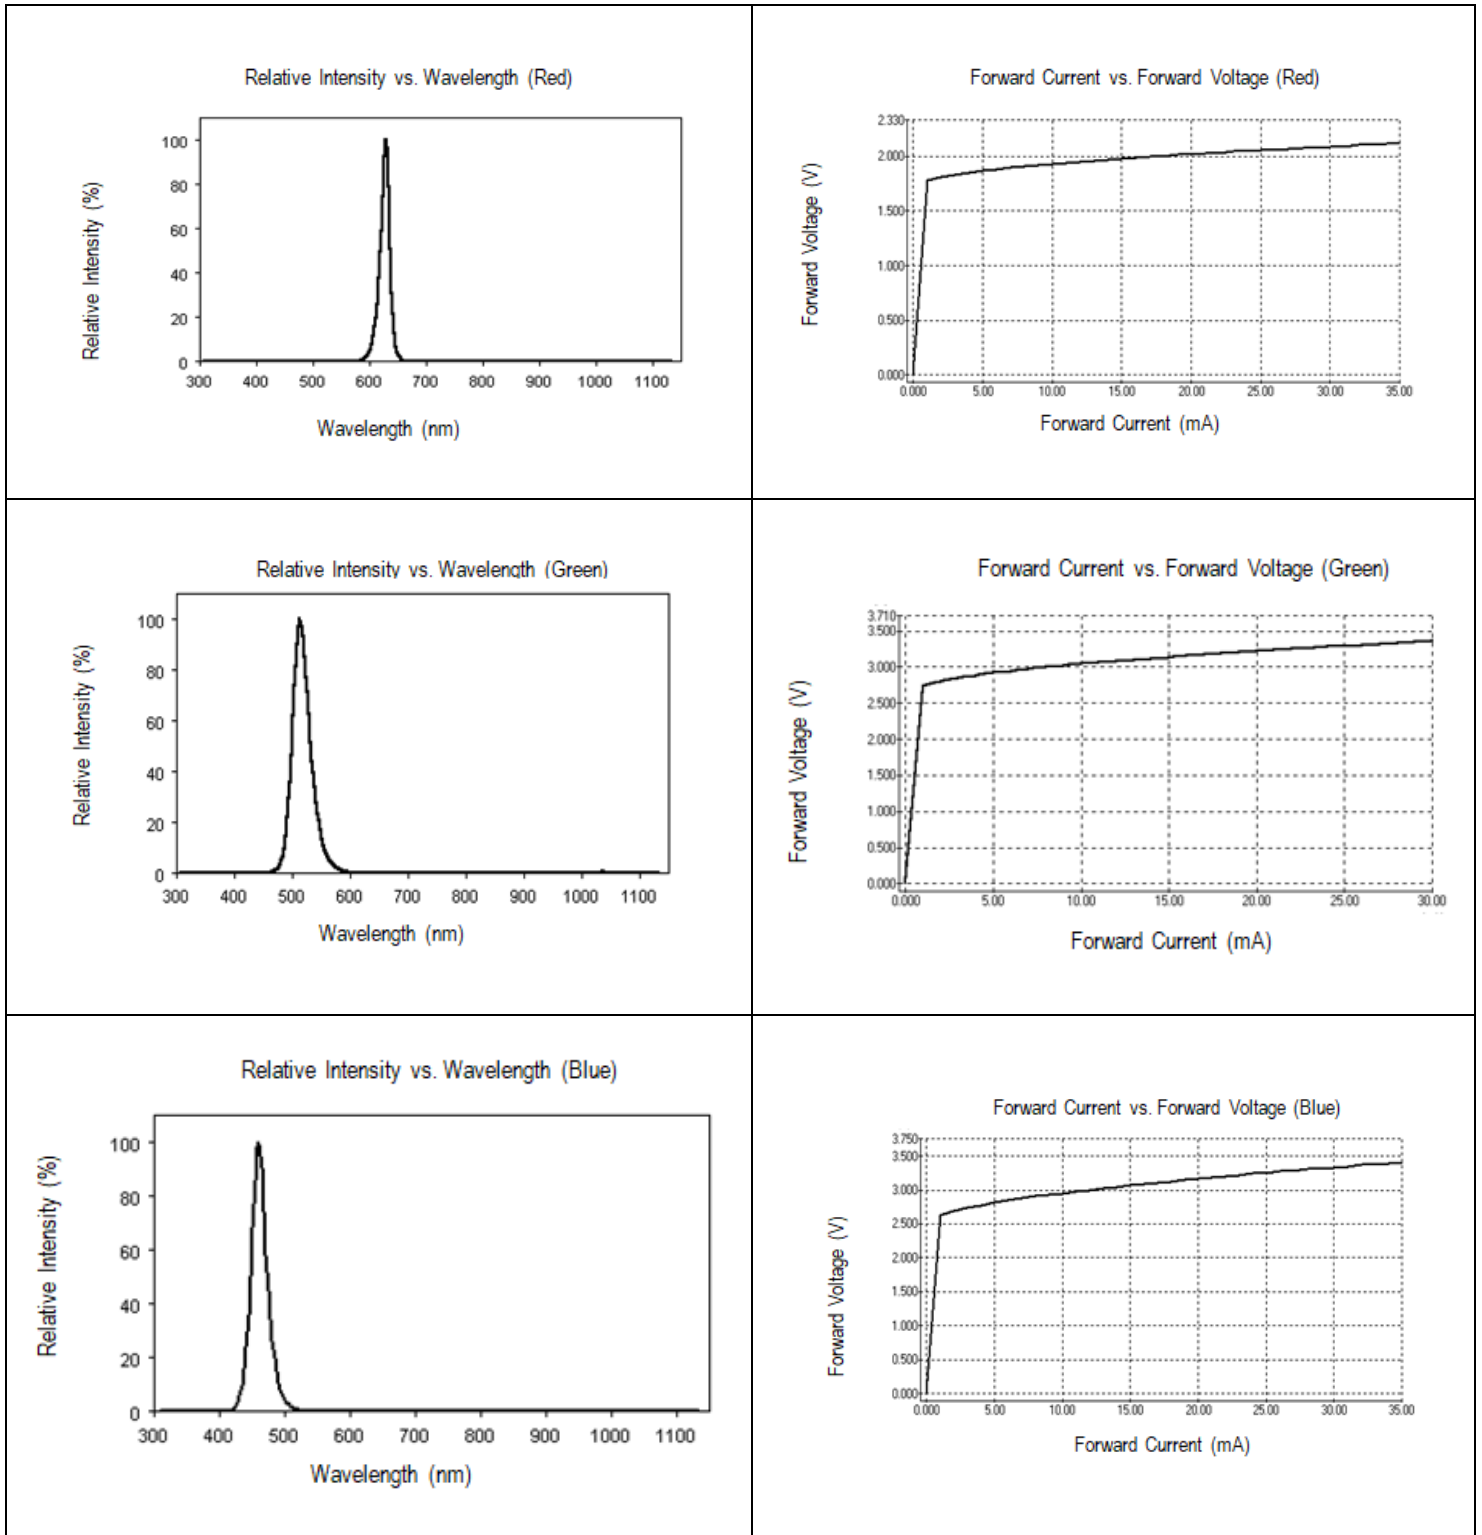 Relative Intensity vs. Wavelength (Red)
Relative Intensity (%)
100
80
60
40
20
0
300 400 500 600 700 800 900 1000 1100
Wavelength (nm)
Forward Current vs. Forward Voltage (Red)
Forward Voltage (V)
2.330
2.000
1.500
1.000
0.500
0.000
0.000 5.00 10.00 15.00 20.00 25.00 30.00 35.00
Forward Current (mA)
Relative Intensity vs. Wavelength (Green)
Relative Intensity (%)
100
80
60
40
20
0
300 400 500 600 700 800 900 1000 1100
Wavelength (nm)
Forward Current vs. Forward Voltage (Green)
Forward Voltage (V)
3.710
3.500
3.000
2.500
2.000
1.500
1.000
0.500
0.000
0.000 5.00 10.00 15.00 20.00 25.00 30.00
Forward Current (mA)
Relative Intensity vs. Wavelength (Blue)
Relative Intensity (%)
100
80
60
40
20
0
300 400 500 600 700 800 900 1000 1100
Wavelength (nm)
Forward Current vs. Forward Voltage (Blue)
Forward Voltage (V)
3.750
3.500
3.000
2.500
2.000
1.500
1.000
0.500
0.000
0.000 5.00 10.00 15.00 20.00 25.00 30.00 35.00
Forward Current (mA)